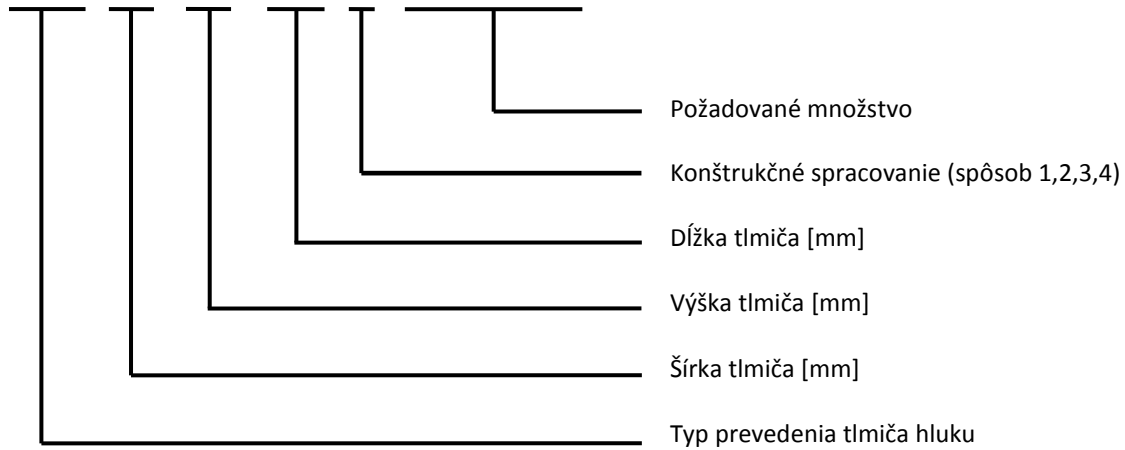 Požadované množstvo
Konštrukčné spracovanie (spôsob 1,2,3,4)
Dĺžka tlmiča [mm]
Výška tlmiča [mm]
Šírka tlmiča [mm]
Typ prevedenia tlmiča hluku